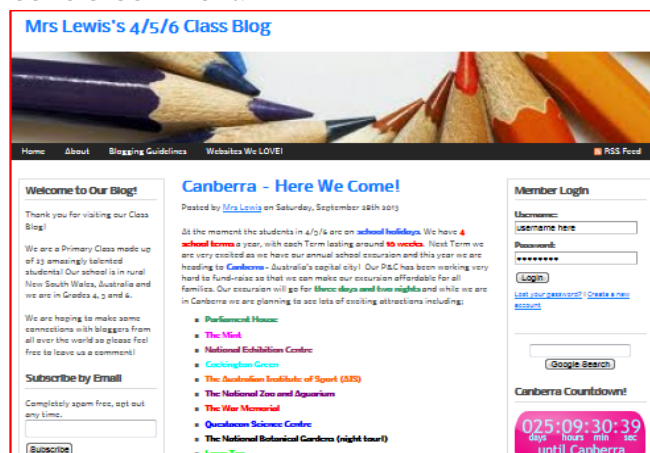 Mrs Lewis's 4/5/6 Class Blog
Home About Blogging Guidelines Websites We LOVE! RSS Feed
Welcome to Our Blog!
Thank you for visiting our Class
Blog!
We are a Primary Class made up
of 23 amazingly talented
students! Our school is in rural
New South Wales, Australia and
we are in Grades 4, 5 and 6.
We are hoping to make some
connections with bloggers from
all over the world so please feel
free to leave us a comment!
Subscribe by Email
Completely spam free, opt out
any time.
Subscribe
Canberra - Here We Come!
Posted by Mrs Lewis on Saturday, September 28th 2013
At the moment the students in 4/5/6 are on school holidays. We have 4
school terms a year, with each Term lasting around 10 weeks. Next Term we
are very excited as we have our annual school excursion and this year we are
heading to Canberra - Australia's capital city! Our P&C has been working very
hard to fund-raise so that we can make our excursion affordable for all
families. Our excursion will go for three days and two nights and while we are
in Canberra we are planning to see lots of exciting attractions including;
Parliament House
The Mint
National Exhibition Centre
Cockington Green
The Australian Institute of Sport (AIS)
The National Zoo and Aquarium
The War Memorial
Questacon Science Centre
The National Botanical Gardens (night tour!)
Member Login
Username:
username here
Password:
Login
Lost your password? | Create a new
account
Google Search
Canberra Countdown!
025:09:30:39
days hours min sec
until Canberra